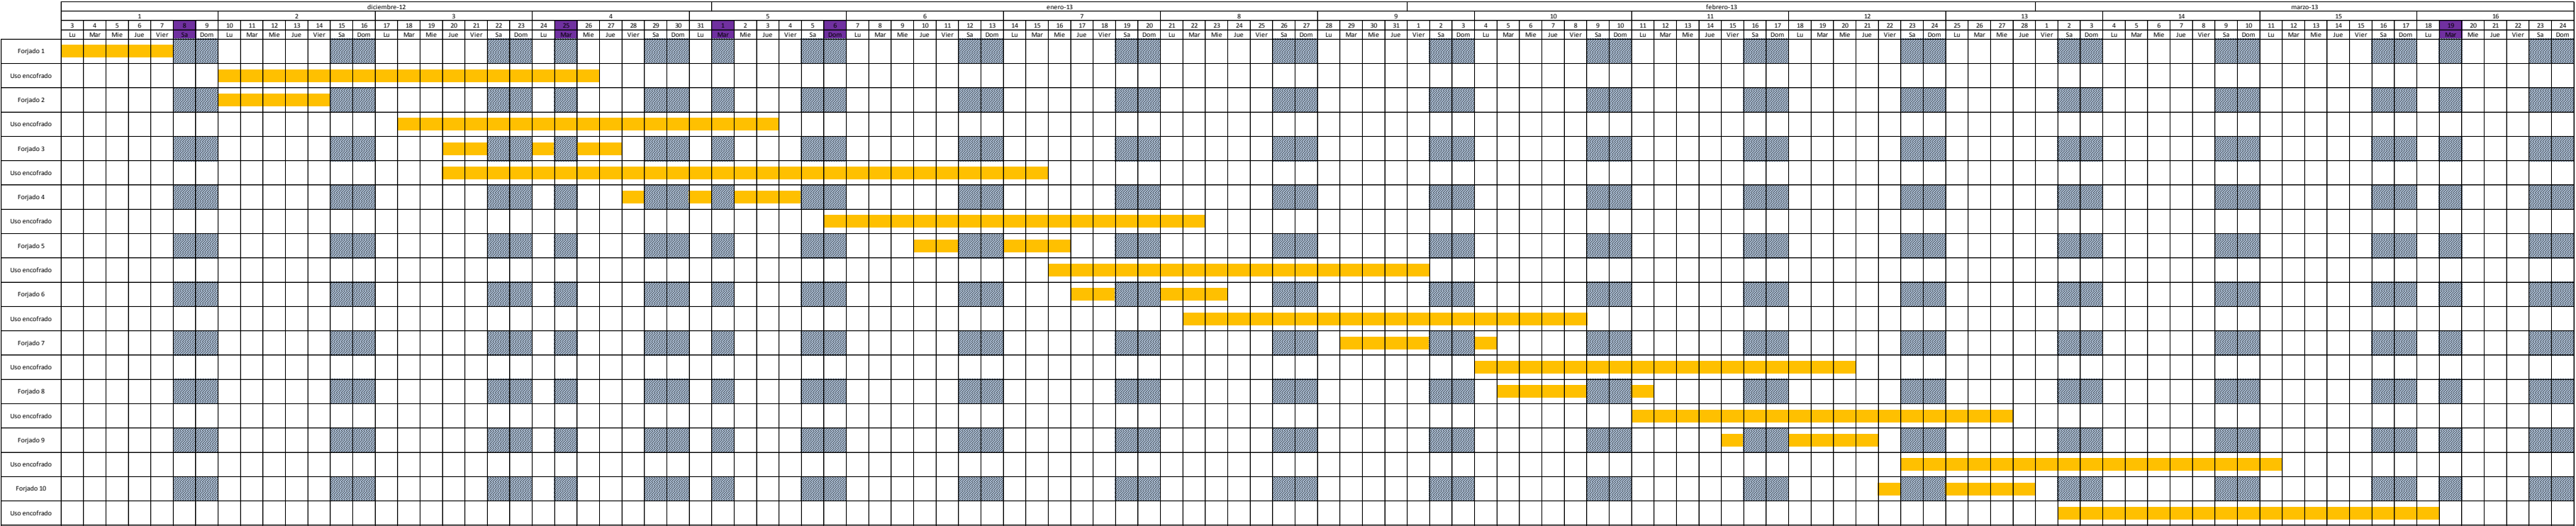 diciembre-12 enero-13 febrero-13 marzo-13
1 2 3 4 5 6 7 8 9 10 11 12 13 14 15 16
3 4 5 6 7 8 9 10 11 12 13 14 15 16 17 18 19 20 21 22 23 24 25 26 27 28 29 30 31 1 2 3 4 5 6 7 8 9 10 11 12 13 14 15 16 17 18 19 20 21 22 23 24 25 26 27 28 29 30 31 1 2 3 4 5 6 7 8 9 10 11 12 13 14 15 16 17 18 19 20 21 22 23 24 25 26 27 28 1 2 3 4 5 6 7 8 9 10 11 12 13 14 15 16 17 18 19 20 21 22 23 24
Lu Mar Mie Jue Vier Sa Dom Lu Mar Mie Jue Vier Sa Dom Lu Mar Mie Jue Vier Sa Dom Lu Mar Mie Jue Vier Sa Dom Lu Mar Mie Jue Vier Sa Dom Lu Mar Mie Jue Vier Sa Dom Lu Mar Mie Jue Vier Sa Dom Lu Mar Mie Jue Vier Sa Dom Lu Mar Mie Jue Vier Sa Dom Lu Mar Mie Jue Vier Sa Dom Lu Mar Mie Jue Vier Sa Dom Lu Mar Mie Jue Vier Sa Dom Lu Mar Mie Jue Vier Sa Dom Lu Mar Mie Jue Vier Sa Dom Lu Mar Mie Jue Vier Sa Dom Lu Mar Mie Jue Vier Sa Dom
Forjado 1
Uso encofrado
Forjado 2
Uso encofrado
Forjado 3
Uso encofrado
Forjado 4
Uso encofrado
Forjado 5
Uso encofrado
Forjado 6
Uso encofrado
Forjado 7
Uso encofrado
Forjado 8
Uso encofrado
Forjado 9
Uso encofrado
Forjado 10
Uso encofrado